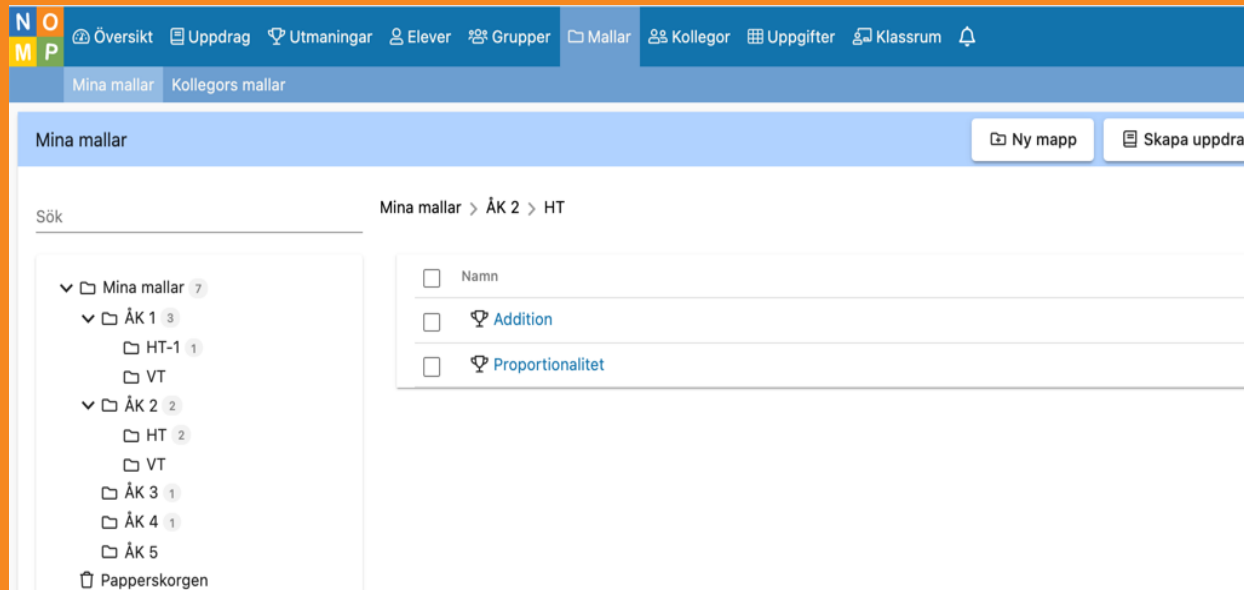 N O
M P
Översikt Uppdrag Utmaningar Elever Grupper Mallar Kollegor Uppgifter Klassrum
Mina mallar Kollegors mallar
Mina mallar
Ny mapp Skapa uppdra
Sök
Mina mallar > ÅK 2 > HT
Namn
Mina mallar 7
ÅK 1 3
HT-1 1
VT
ÅK 2 2
HT 2
VT
ÅK 3 1
ÅK 4 1
ÅK 5
Papperskorgen
Addition
Proportionalitet